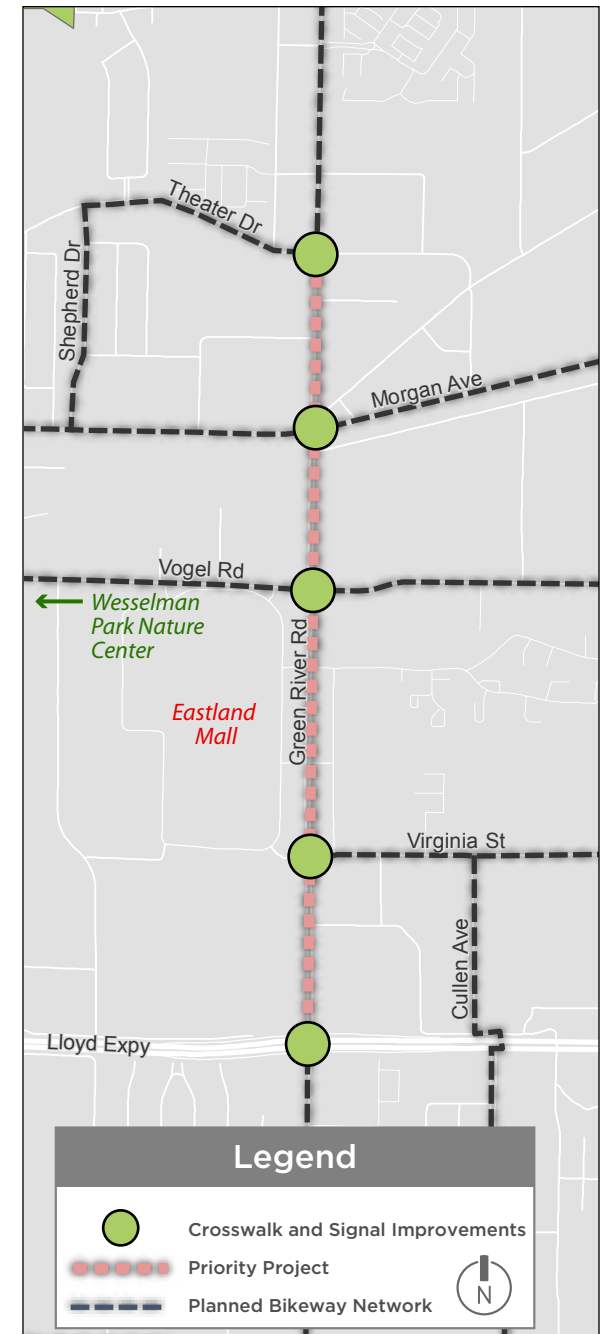 Theater Dr
Shepherd Dr
Morgan Ave
Vogel Rd
Wesselman
Park Nature
Center
Green River Rd
Eastland
Mall
Virginia St
Cullen Ave
Lloyd Expy
Legend
Crosswalk and Signal Improvements
Priority Project
Planned Bikeway Network
N